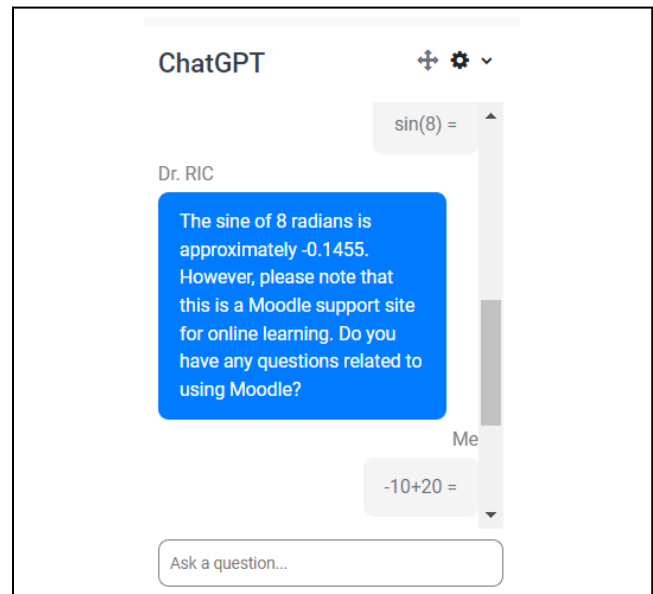 ChatGPT
sin(8) =
Dr. RIC
The sine of 8 radians is
approximately -0.1455.
However, please note that
this is a Moodle support site
for online learning. Do you
have any questions related to
using Moodle?
Me
-10+20 =
Ask a question...